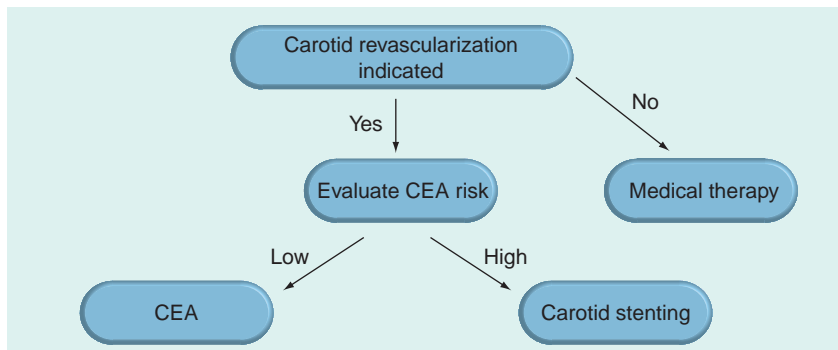 Carotid revascularization
indicated
No
Yes
Evaluate CEA risk
Medical therapy
Low
High
CEA
Carotid stenting